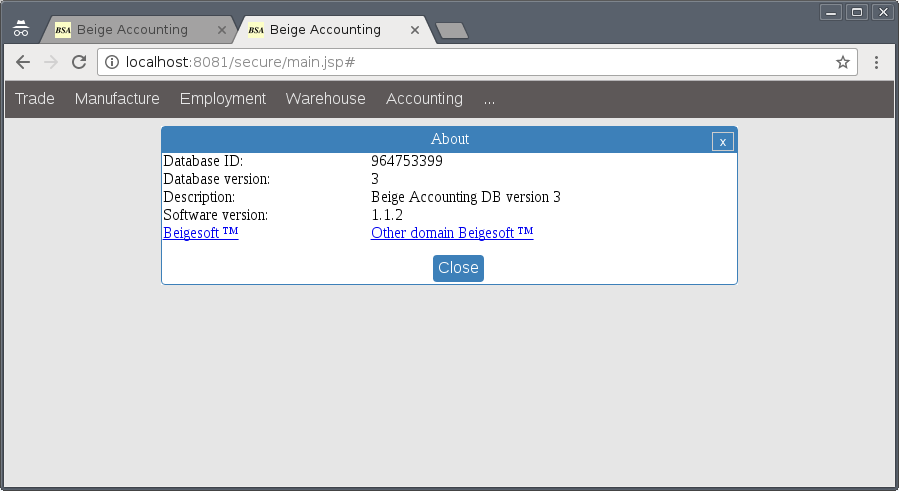 BSA Beige Accounting BSA Beige Accounting
localhost:8081/secure/main.jsp#
Trade Manufacture Employment Warehouse Accounting ...
About x
Database ID: 964753399
Database version: 3
Description: Beige Accounting DB version 3
Software version: 1.1.2
Beigesoft ™ Other domain Beigesoft ™
Close